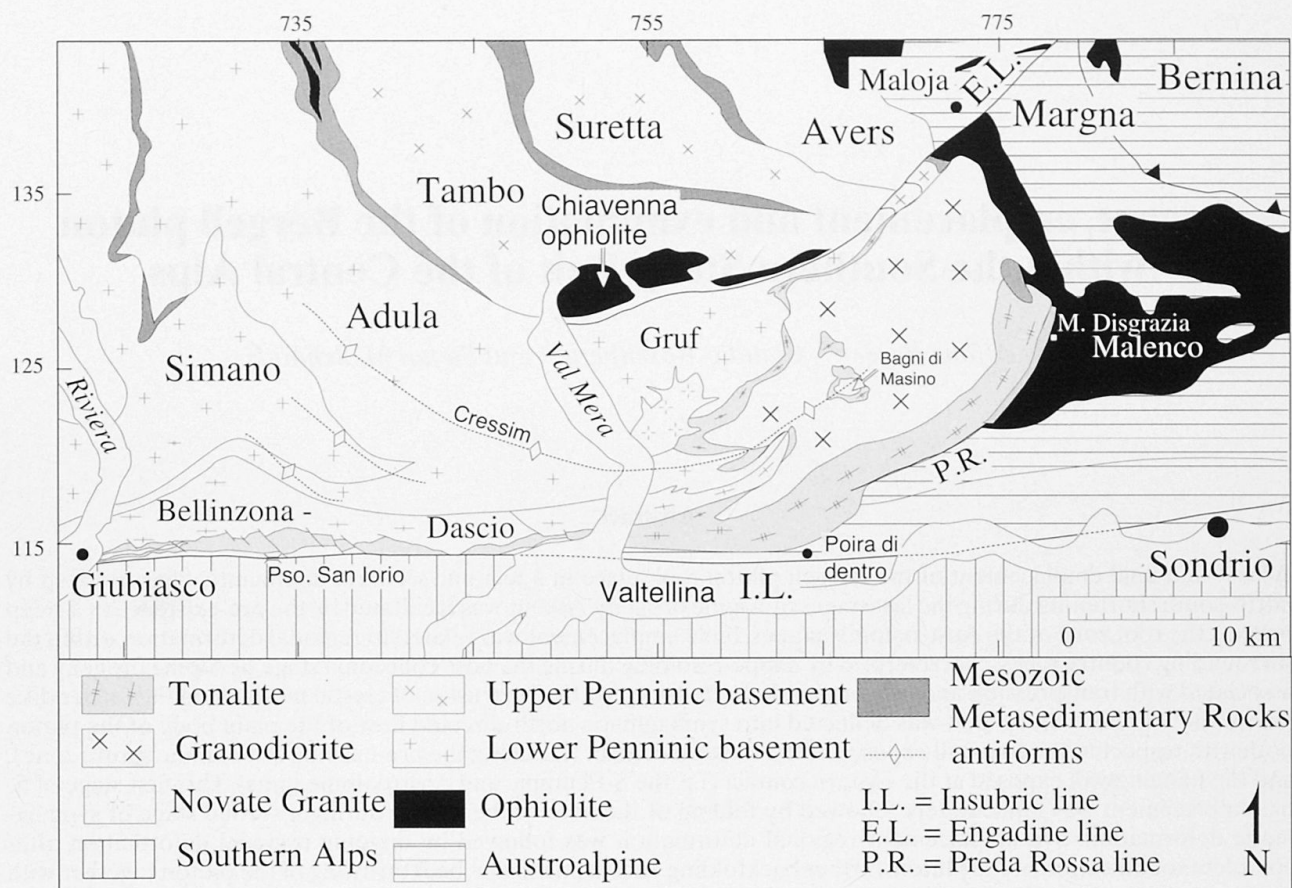 735
755
775
Maloja
E.L.
Bernina
Margna
Suretta
Avers
135
Tambo
Chiavenna
ophiolite
Adula
Gruf
M. Disgrazia
Malenco
125
Simano
Val Mera
Bagni di
Masino
Riviera
Cressim
P.R.
Bellinzona -
Dascio
115
Giubiasco
Pso. San Iorio
Poira di
dentro
Sondrio
Valtellina
I.L.
0
10 km
Tonalite
Upper Penninic basement
Mesozoic
Metasedimentary Rocks
Granodiorite
Lower Penninic basement
antiforms
Novate Granite
Ophiolite
I.L. = Insubric line
E.L. = Engadine line
Southern Alps
Austroalpine
P.R. = Preda Rossa line
N